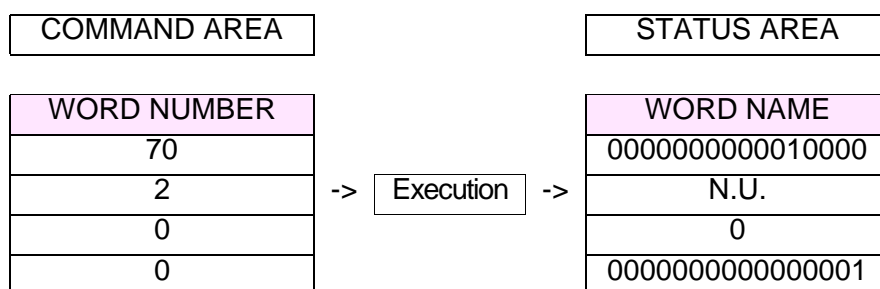 COMMAND AREA STATUS AREA
WORD NUMBER WORD NAME
70 0000000000010000
2 -> Execution -> N.U.
0 0
0 0000000000000001